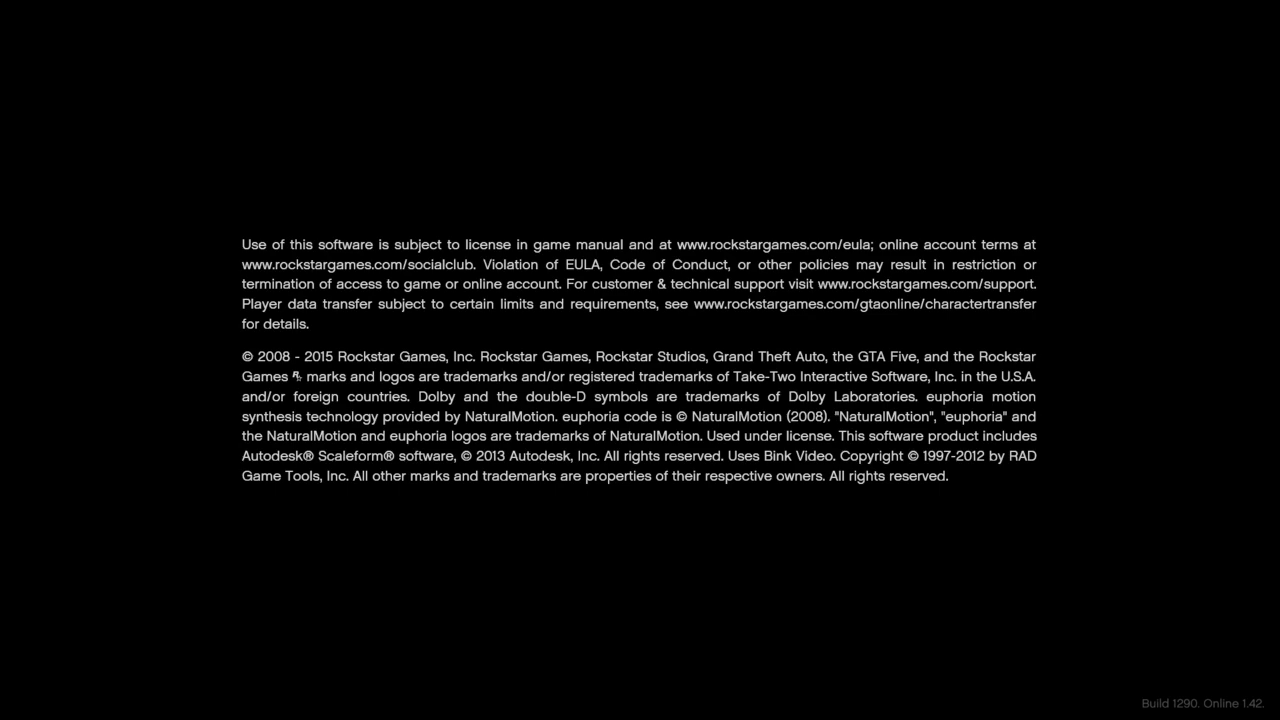 Use of this software is subject to license in game manual and at www.rockstargames.com/eula; online account terms at
www.rockstargames.com/socialclub. Violation of EULA, Code of Conduct, or other policies may result in restriction or
termination of access to game or online account. For customer & technical support visit www.rockstargames.com/support.
Player data transfer subject to certain limits and requirements, see www.rockstargames.com/gtaonline/charactertransfer
for details.
© 2008 - 2015 Rockstar Games, Inc. Rockstar Games, Rockstar Studios, Grand Theft Auto, the GTA Five, and the Rockstar
Games R* marks and logos are trademarks and/or registered trademarks of Take-Two Interactive Software, Inc. in the U.S.A.
and/or foreign countries. Dolby and the double-D symbols are trademarks of Dolby Laboratories. euphoria motion
synthesis technology provided by NaturalMotion. euphoria code is © NaturalMotion (2008). "NaturalMotion", "euphoria" and
the NaturalMotion and euphoria logos are trademarks of NaturalMotion. Used under license. This software product includes
Autodesk® Scaleform® software, © 2013 Autodesk, Inc. All rights reserved. Uses Bink Video. Copyright © 1997-2012 by RAD
Game Tools, Inc. All other marks and trademarks are properties of their respective owners. All rights reserved.
Build 1290. Online 1.42.